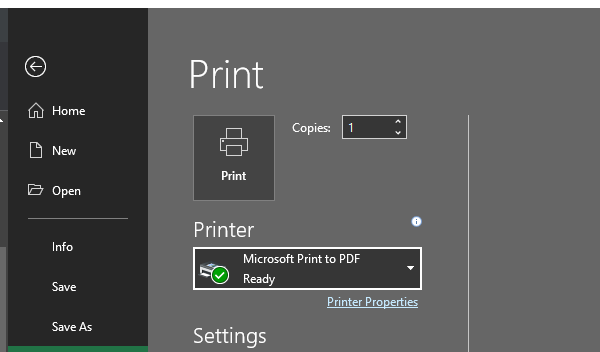 Print
Home
Copies:
1
New
Print
Open
Printer
Info
Microsoft Print to PDF
Ready
Save
Printer Properties
Save As
Settings